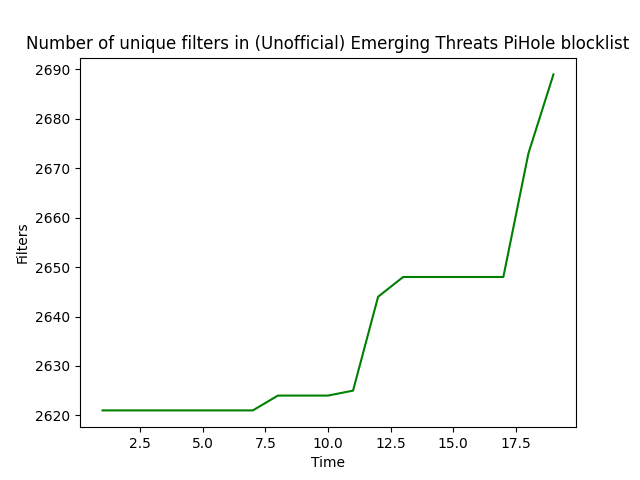 Number of unique filters in (Unofficial) Emerging Threats PiHole blocklist
2690
2680
2670
2660
2650
2640
2630
2620
Filters
2.5 5.0 7.5 10.0 12.5 15.0 17.5
Time